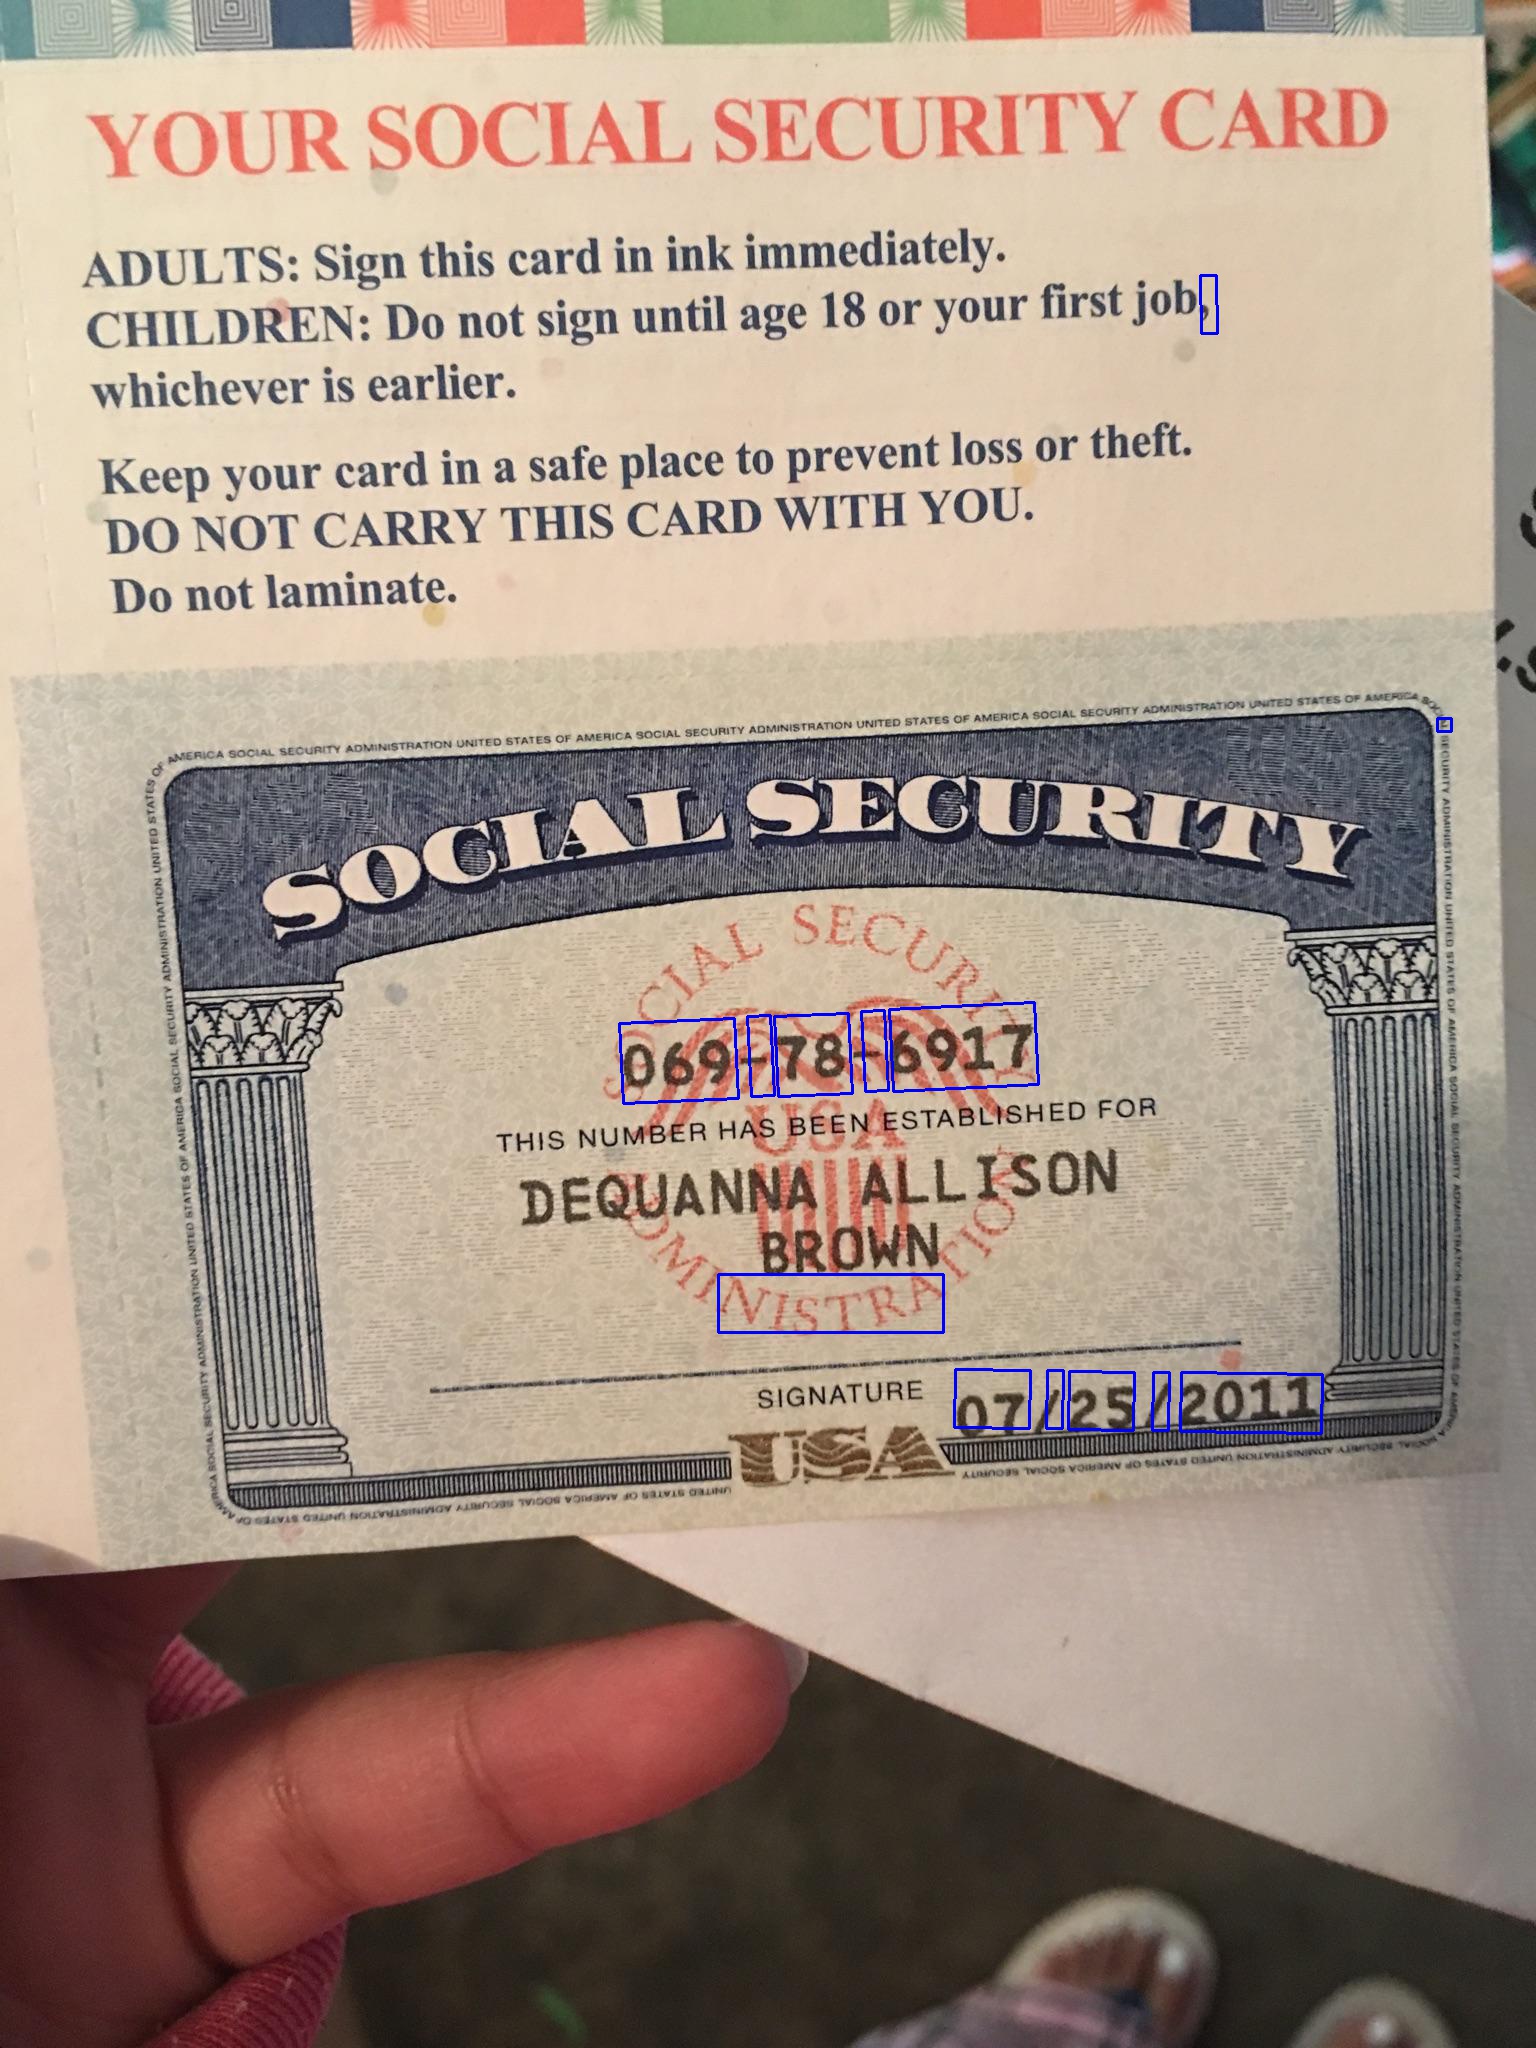 YOUR SOCIAL SECURITY CARD
ADULTS: Sign this card in ink immediately.
CHILDREN: Do not sign until age 18 or your first job,
whichever is earlier.
Keep your card in a safe place to prevent loss or theft.
DO NOT CARRY THIS CARD WITH YOU.
Do not laminate.
AMERICA SOCIAL SECURITY ADMINISTRATION UNITED STATES OF AMERICA SOCIAL SECURITY ADMINISTRATION UNITED STATES OF AMERICA SOCIAL SECURITY ADMINISTRATION UNITED STATES OF AMERICA
SOCIAL SECURITY
SOCIAL SECURITY
069-78-6917
USA
THIS NUMBER HAS BEEN ESTABLISHED FOR
DEQUANNA ALLISON
BROWN
ADMINISTRATION
SIGNATURE
07/25/2011
USA